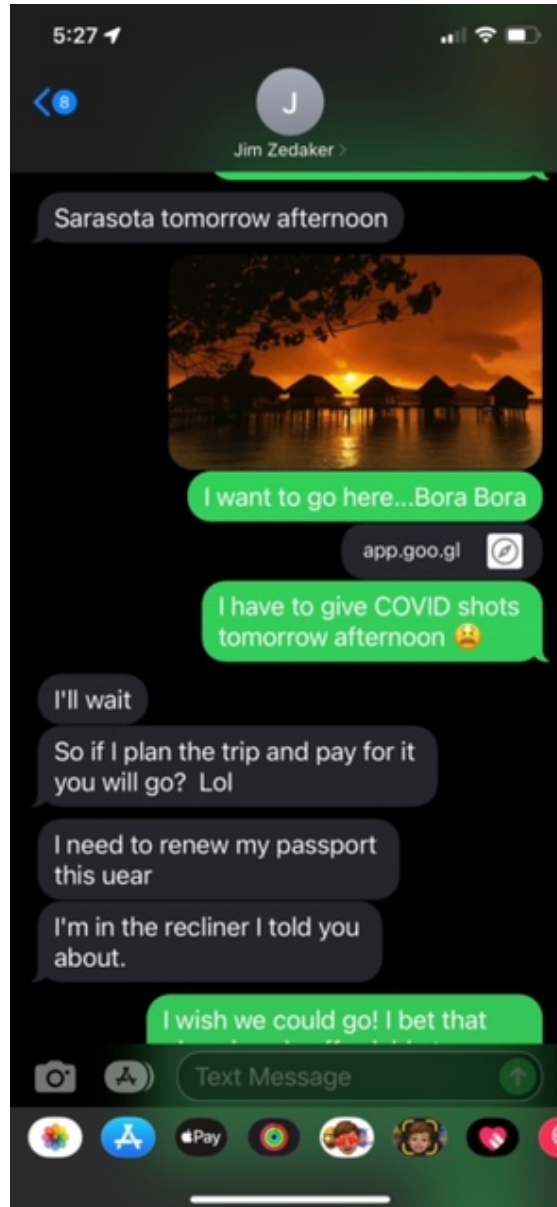 5:27
8
J
Jim Zedaker
Sarasota tomorrow afternoon
I want to go here...Bora Bora
app.goo.gl
I have to give COVID shots
tomorrow afternoon 😫
I'll wait
So if I plan the trip and pay for it
you will go? Lol
I need to renew my passport
this uear
I'm in the recliner I told you
about.
I wish we could go! I bet that
Text Message
Pay